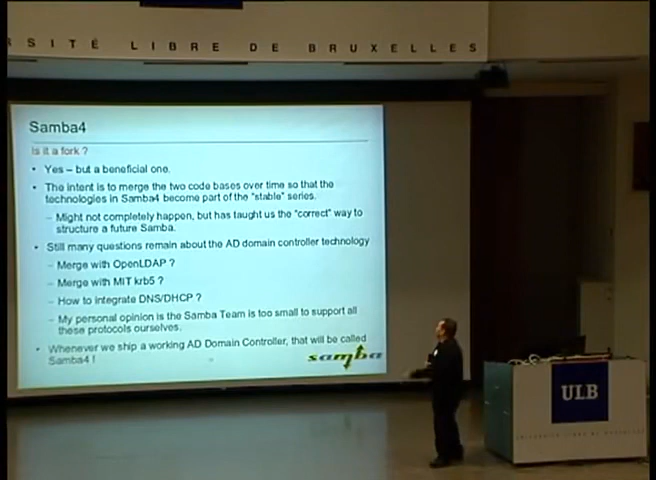 SITÉ LIBRE DE BRUXELLES
Samba4
Is it a fork ?
• Yes – but a beneficial one.
• The intent is to merge the two code bases over time so that the
technologies in Samba4 become part of the "stable" series.
– Might not completely happen, but has taught us the "correct" way to
structure a future Samba.
• Still many questions remain about the AD domain controller technology
– Merge with OpenLDAP ?
– Merge with MIT krb5 ?
– How to integrate DNS/DHCP ?
– My personal opinion is the Samba Team is too small to support all
these protocols ourselves.
• Whenever we ship a working AD Domain Controller, that will be called
Samba4 !
samba
ULB